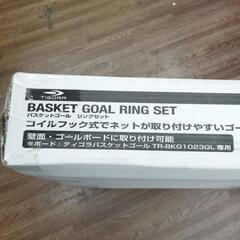 TIGORA
BASKET GOAL RING SET
バスケットゴール リングセット
コイルフック式でネットが取り付けやすいゴー
壁面・ゴールボードに取り付け可能
※ボード：ティゴラバスケットゴール TR-8KG1023GL 専用